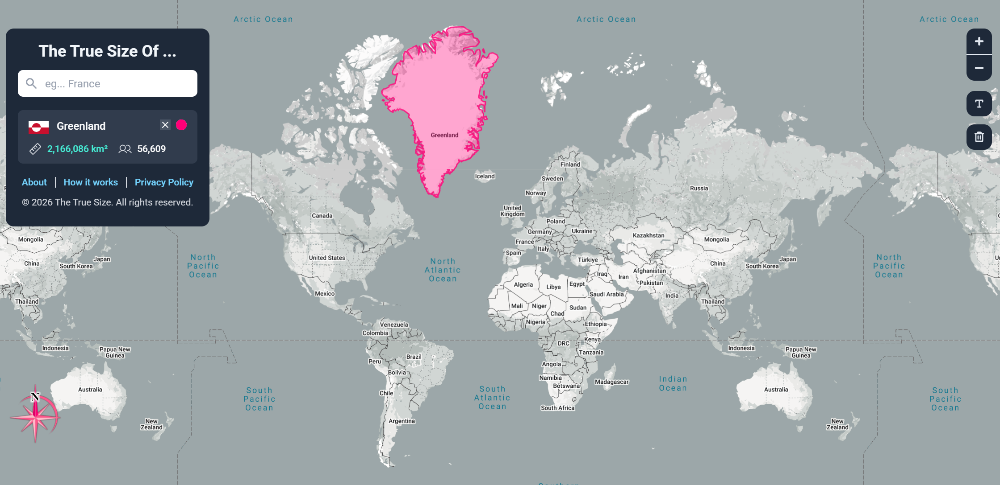 Arctic Ocean
Arctic Ocean
Arctic Ocean
The True Size Of ...
eg... France
Greenland
2,166,086 km²
56,609
About
How it works
Privacy Policy
© 2026 The True Size. All rights reserved.
T
Greenland
Iceland
Finland
Sweden
Norway
Russia
United
Kingdom
Canada
Poland
Germany
Ukraine
France
Italy
Spain
Türkiye
Kazakhstan
Mongolia
Mongolia
China
Japan
South Korea
Thailand
North
Pacific
Ocean
United States
Mexico
North
Atlantic
Ocean
Algeria
Libya
Egypt
Iraq
Iran
Afghanistan
Pakistan
Saudi Arabia
India
China
Japan
South Korea
Thailand
North
Pacific
Ocean
Mali
Niger
Chad
Sudan
Nigeria
Ethiopia
Venezuela
Colombia
DRC
Kenya
Tanzania
Indonesia
Papua New
Guinea
Indonesia
Papua New
Guinea
Peru
Brazil
Bolivia
Angola
Namibia
Botswana
Madagascar
South Africa
Indian
Ocean
Australia
Australia
N
Chile
Argentina
South
Pacific
Ocean
South
Atlantic
Ocean
South
Pacific
Ocean
New
Zealand
New
Zealand